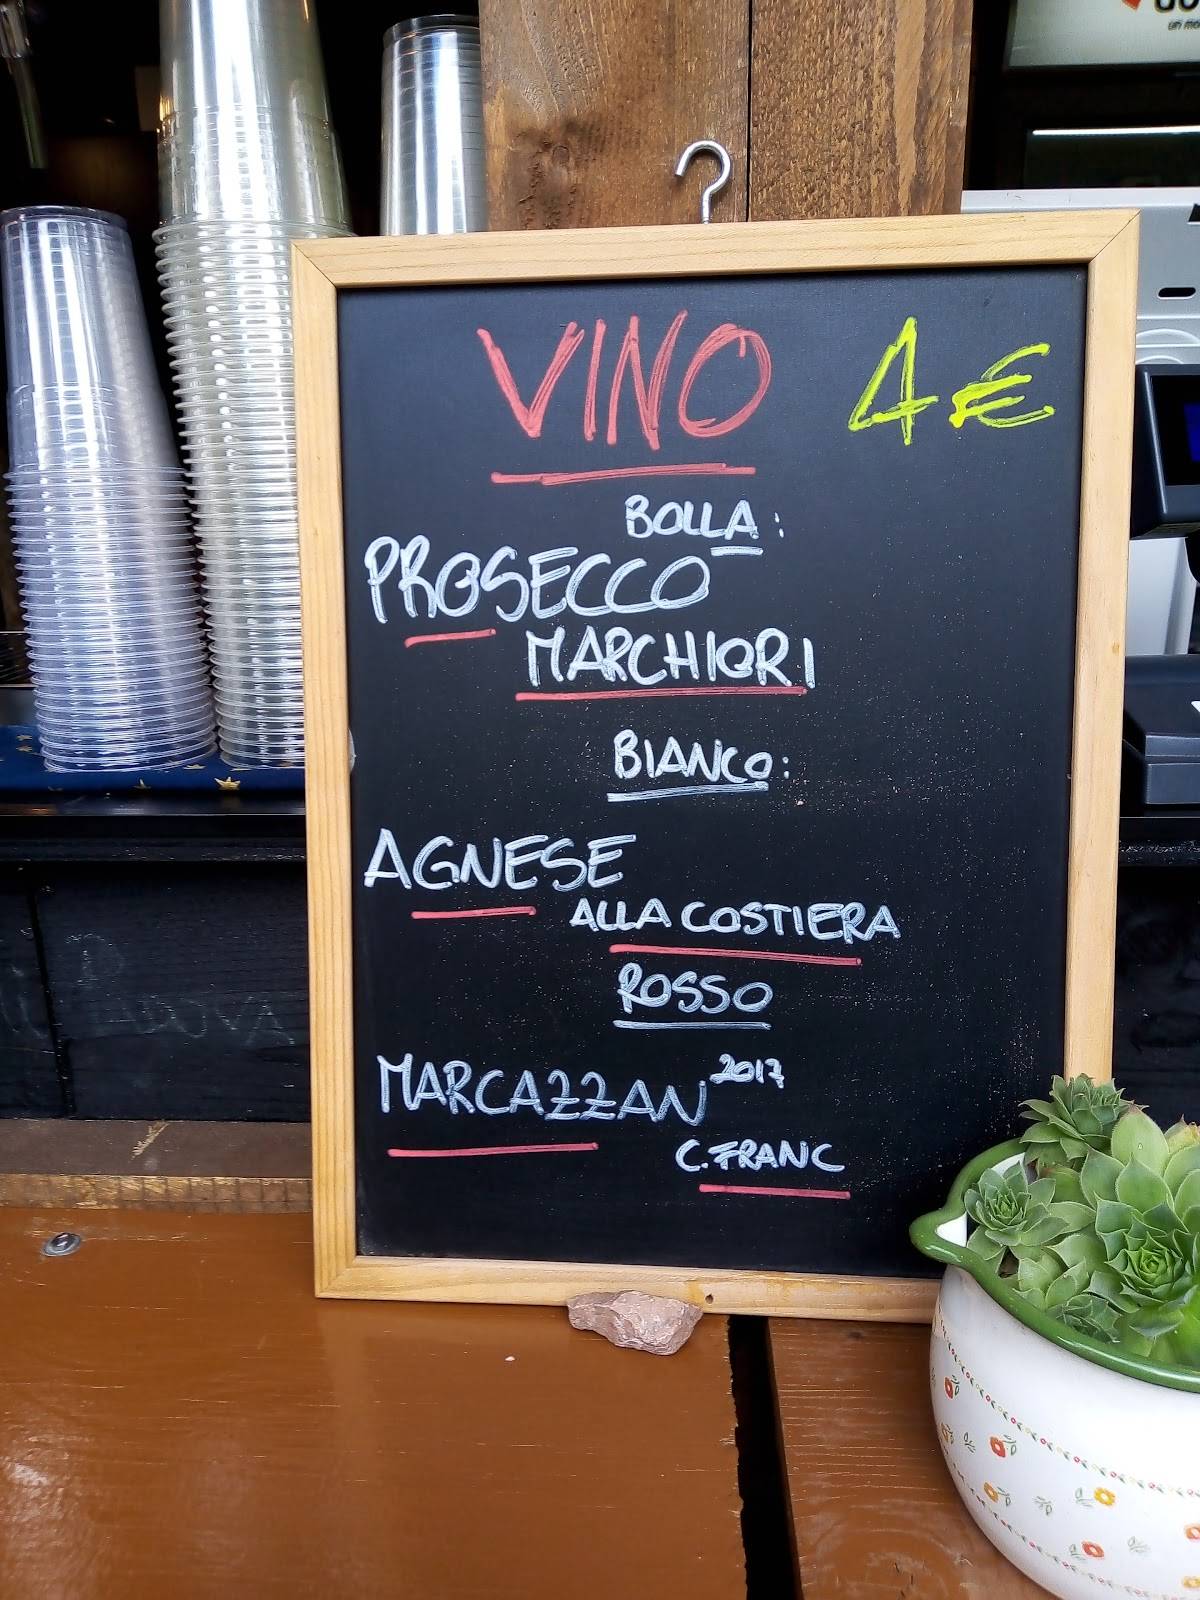 VINO 4€
BOLLA:
PROSECCO
MARCHIORI
BIANCO:
AGNESE
ALLA COSTIERA
ROSSO
MARCAZZAN 2017
C. FRANC